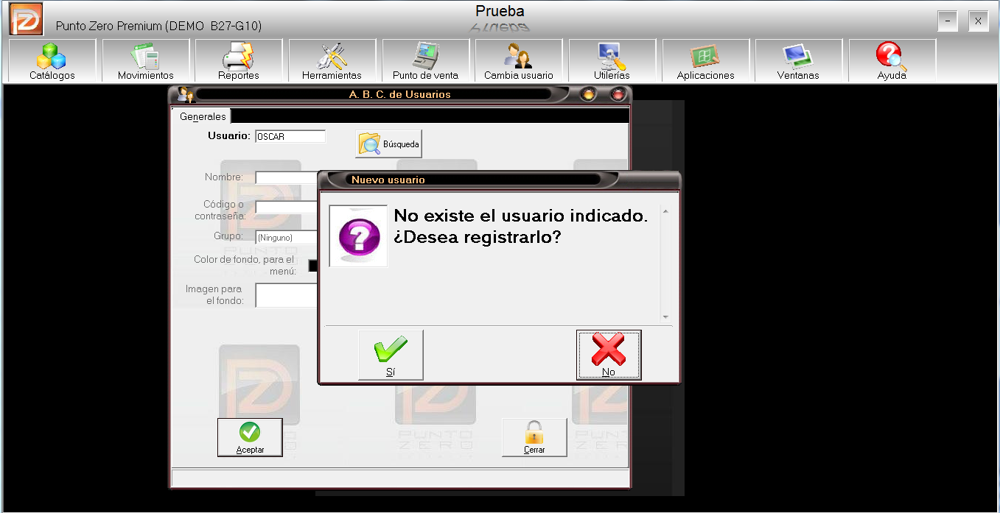 Prueba
Punto Zero Premium (DEMO B27-G10)
- X
Catálogos Movimientos Reportes Herramientas Punto de venta Cambia usuario Utilerías Aplicaciones Ventanas Ayuda
A. B. C. de Usuarios
Generales
Usuario: OSCAR
Búsqueda
Nombre:
Código o
contraseña:
Grupo: (Ninguno)
Color de fondo, para el
menú:
Imagen para
el fondo:
Nuevo usuario
No existe el usuario indicado.
¿Desea registrarlo?
Sí No
PUNTO
ZERO
Aceptar
Cerrar